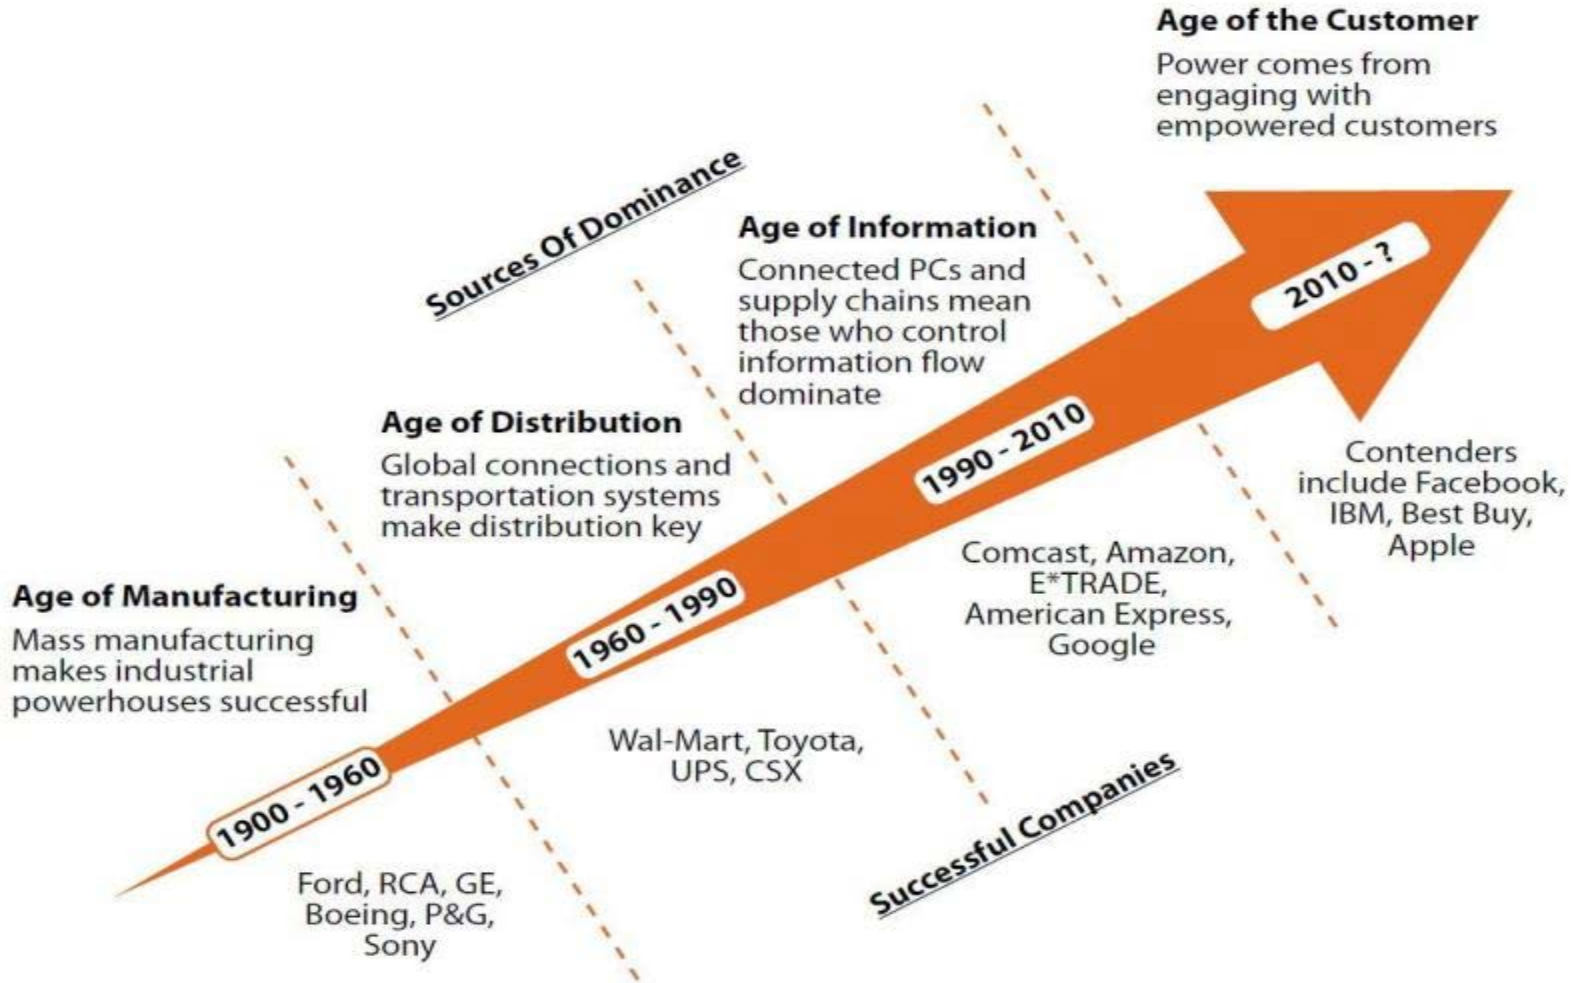 Age of the Customer
Power comes from
engaging with
empowered customers
Sources Of Dominance
Age of Information
Connected PCs and
supply chains mean
those who control
information flow
dominate
2010 - ?
Age of Distribution
Global connections and
transportation systems
make distribution key
1990 - 2010
Contenders
include Facebook,
IBM, Best Buy,
Apple
Age of Manufacturing
Mass manufacturing
makes industrial
powerhouses successful
1960 - 1990
Comcast, Amazon,
E*TRADE,
American Express,
Google
1900 - 1960
Wal-Mart, Toyota,
UPS, CSX
Successful Companies
Ford, RCA, GE,
Boeing, P&G,
Sony